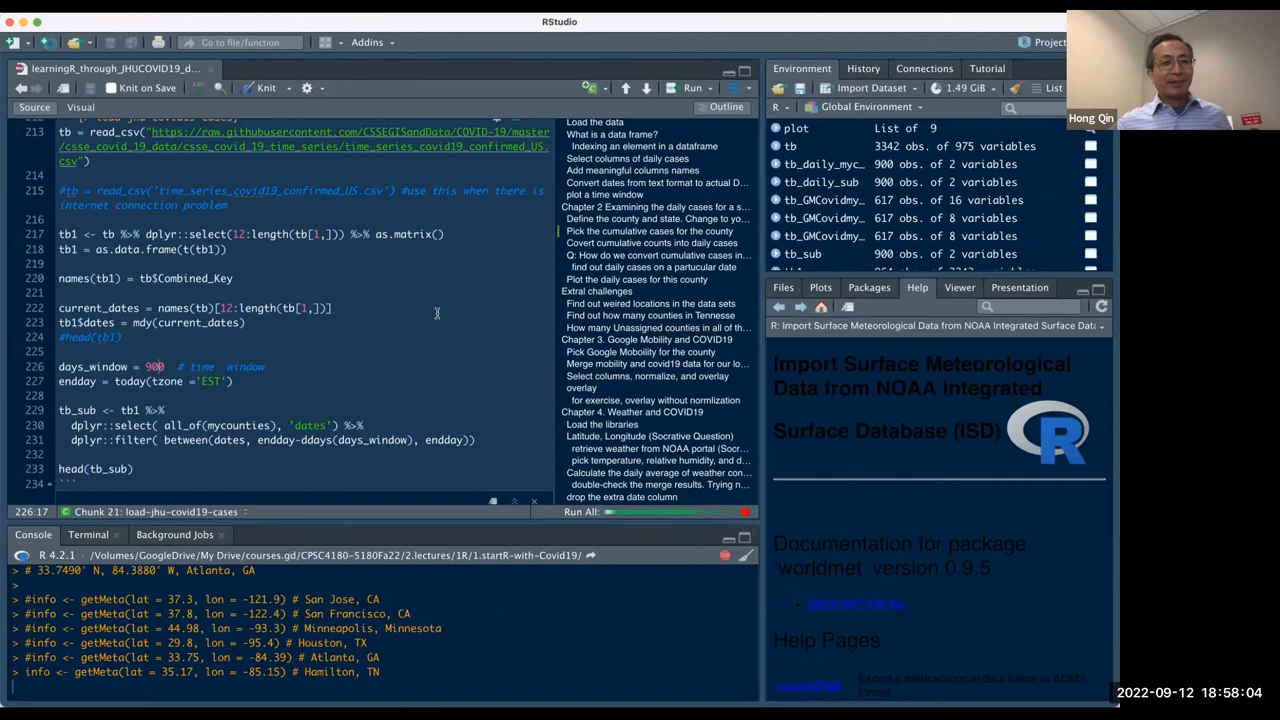 RStudio
Go to file/function
Addins
Project
learningR_through_JHUCOVID19_d...
Knit on Save
Knit
Run
Source
Visual
Outline
213 tb = read_csv("https://raw.githubusercontent.com/CSSEGISandData/COVID-19/master
/csse_covid_19_data/csse_covid_19_time_series/time_series_covid19_confirmed_US.
csv")
214
215 #tb = read_csv('time_series_covid19_confirmed_US.csv') #use this when there is
internet connection problem
216
217 tb1 <- tb %>% dplyr::select(12:length(tb[1,])) %>% as.matrix()
218 tb1 = as.data.frame(t(tb1))
219
220 names(tb1) = tb$Combined_Key
221
222 current_dates = names(tb)[12:length(tb[1,])]
223 tb1$dates = mdy(current_dates)
224 #head(tb1)
225
226 days_window = 900 # time window
227 endday = today(tzone ='EST')
228
229 tb_sub <- tb1 %>%
230 dplyr::select( all_of(mycounties), 'dates') %>%
231 dplyr::filter( between(dates, endday-ddays(days_window), endday))
232
233 head(tb_sub)
234 ```
Load the data
What is a data frame?
Indexing an element in a dataframe
Select columns of daily cases
Add meaningful columns names
Convert dates from text format to actual D...
plot a time window
Chapter 2 Examining the daily cases for a s...
Define the county and state. Change to yo...
Pick the cumulative cases for the county
Covert cumulative counts into daily cases
Q: How do we convert cumulative cases in...
find out daily cases on a partucular date
Plot the daily cases for this county
Extral challenges
Find out weired locations in the data sets
Find out how many counties in Tennesse
How many Unassigned counties in all of th...
Chapter 3. Google Mobility and COVID19
Pick Google Moboility for the county
Merge mobility and covid19 data for our lo...
Select columns, normalize, and overlay
overlay
for exercise, overlay without normlization
Chapter 4. Weather and COVID19
Load the libraries
Latitude, Longitude (Socrative Question)
retrieve weather from NOAA portal (Socr...
pick temperature, relative humidity, and d...
Calculate the daily average of weather con...
double-check the merge results. Trying n...
drop the extra date column
226:17
Chunk 21: load-jhu-covid19-cases
Run All:
Console
Terminal
Background Jobs
R 4.2.1 · /Volumes/GoogleDrive/My Drive/courses.gd/CPSC4180-5180Fa22/2.lectures/1R/1.startR-with-Covid19/
> # 33.7490° N, 84.3880° W, Atlanta, GA
>
> #info <- getMeta(lat = 37.3, lon = -121.9) # San Jose, CA
> #info <- getMeta(lat = 37.8, lon = -122.4) # San Francisco, CA
> #info <- getMeta(lat = 44.98, lon = -93.3) # Minneapolis, Minnesota
> #info <- getMeta(lat = 29.8, lon = -95.4) # Houston, TX
> #info <- getMeta(lat = 33.75, lon = -84.39) # Atlanta, GA
> info <- getMeta(lat = 35.17, lon = -85.15) # Hamilton, TN
Environment
History
Connections
Tutorial
Import Dataset
1.49 GiB
List
R
Global Environment
plot List of 9
tb 3342 obs. of 975 variables
tb_daily_myc... 900 obs. of 2 variables
tb_daily_sub 900 obs. of 2 variables
tb_GMCovidmy... 617 obs. of 16 variables
tb_GMCovidmy... 617 obs. of 8 variables
tb_GMCovidmy... 617 obs. of 8 variables
tb_sub 900 obs. of 2 variables
Files
Plots
Packages
Help
Viewer
Presentation
R: Import Surface Meteorological Data from NOAA Integrated Surface Databas
Import Surface Meteorological
Data from NOAA Integrated
Surface Database (ISD)
Documentation for package
'worldmet' version 0.9.5
DESCRIPTION file
Help Pages
exportADMS
Export a meteorological data frame in ADMS
format
Hong Qin
2022-09-12 18:58:04